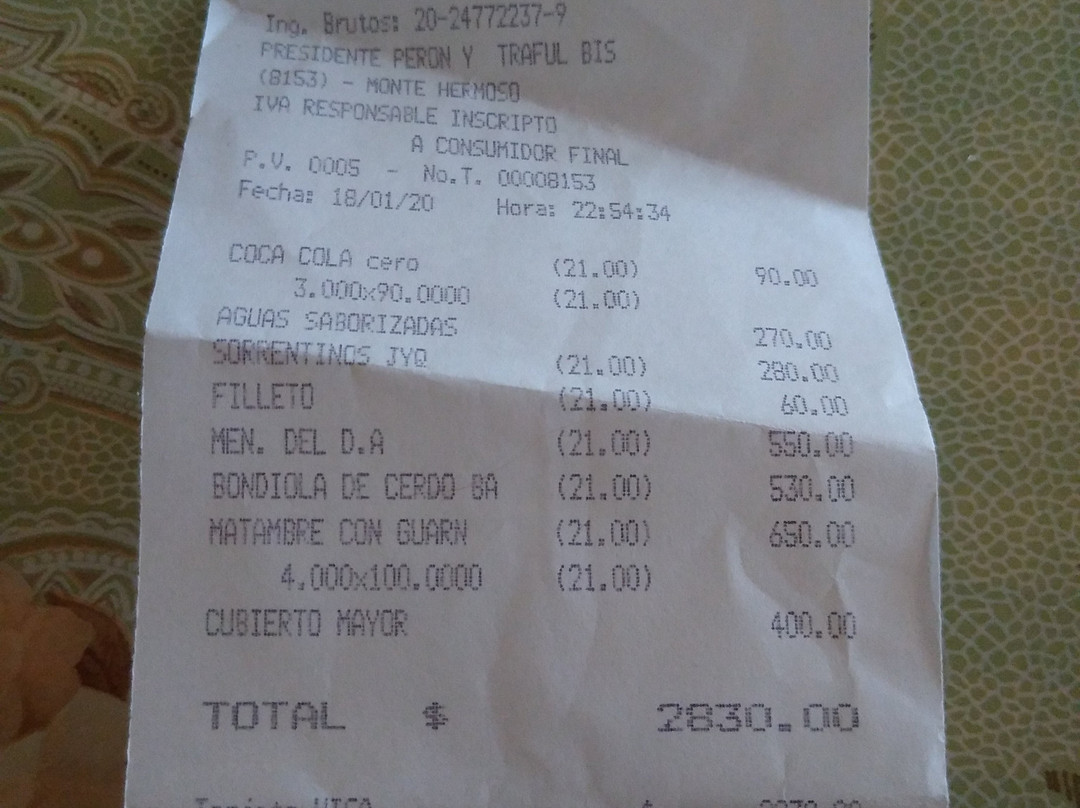 Ing. Brutos: 20-24772237-9
PRESIDENTE PERON Y TRAFUL BIS
(8153) - MONTE HERMOSO
IVA RESPONSABLE INSCRIPTO
A CONSUMIDOR FINAL
P.V. 0005 - No.T. 00008153
Fecha: 18/01/20 Hora: 22:54:34
COCA COLA cero (21.00) 90.00
3.000x90.0000 (21.00)
AGUAS SABORIZADAS 270.00
SORRENTINOS JYQ (21.00) 280.00
FILLETO (21.00) 60.00
MEN. DEL D.A (21.00) 550.00
BONDIOLA DE CERDO BA (21.00) 530.00
MATAMBRE CON GUARN (21.00) 650.00
4.000x100.0000 (21.00)
CUBIERTO MAYOR 400.00
TOTAL $ 2830.00